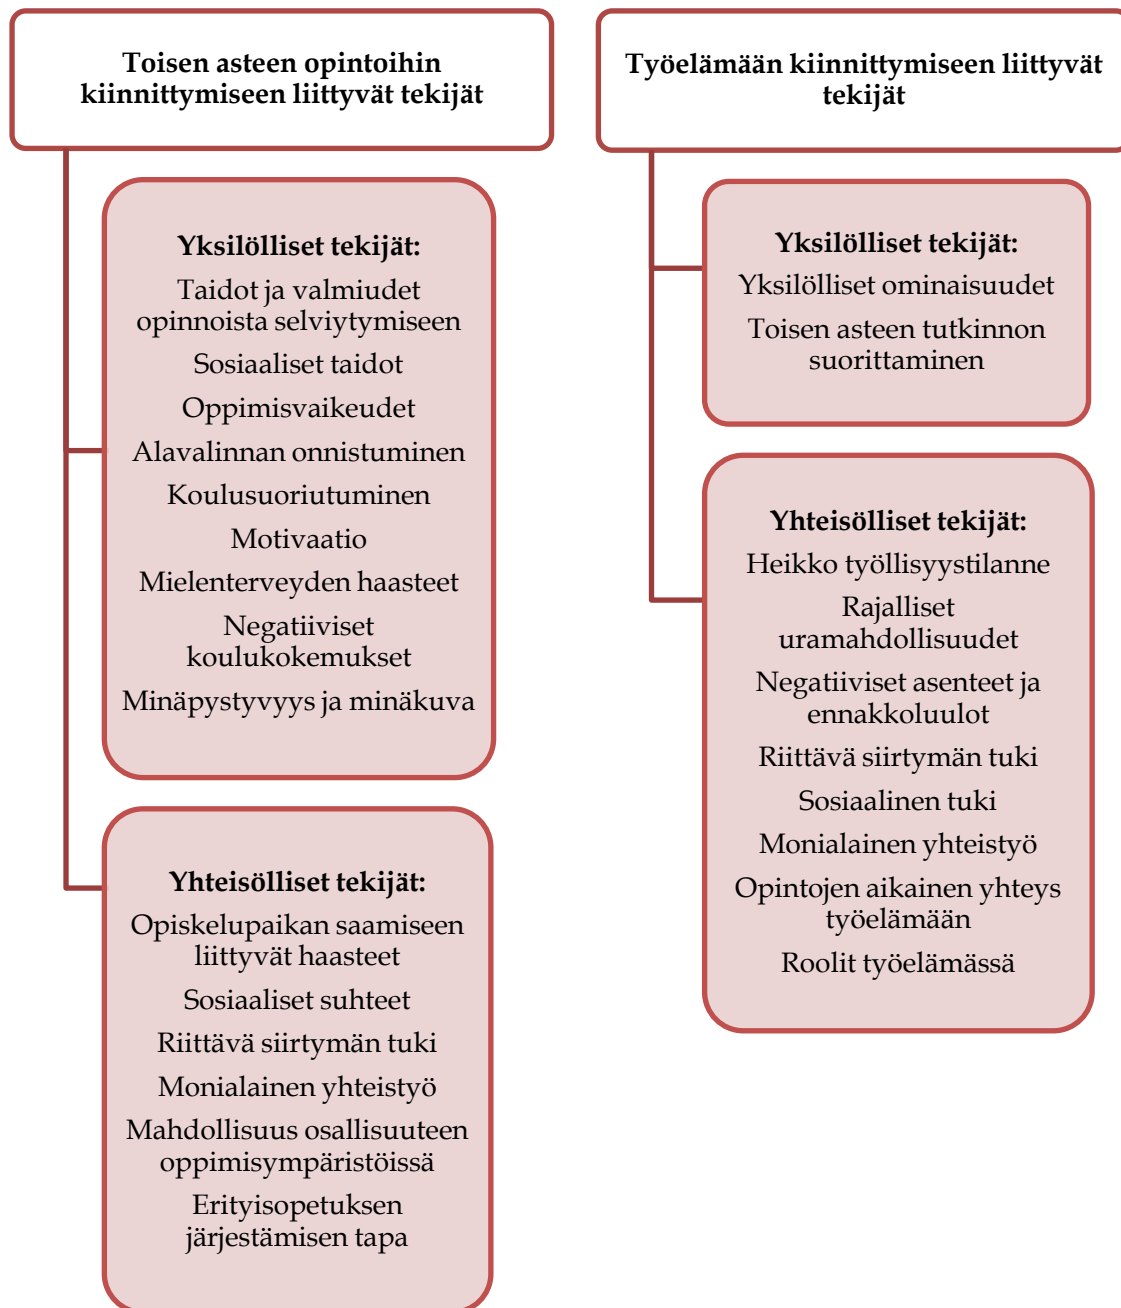 Toisen asteen opintoihin
kiinnittymiseen liittyvät tekijät
Yksilölliset tekijät:
Taidot ja valmiudet
opinnoista selviytymiseen
Sosiaaliset taidot
Oppimisvaikeudet
Alavalinnan onnistuminen
Koulusuoriutuminen
Motivaatio
Mielenterveyden haasteet
Negatiiviset
koulukokemukset
Minäpystyvyys ja minäkuva
Yhteisölliset tekijät:
Opiskelupaikan saamiseen
liittyvät haasteet
Sosiaaliset suhteet
Riittävä siirtymän tuki
Monialainen yhteistyö
Mahdollisuus osallisuuteen
oppimisympäristöissä
Erityisopetuksen
järjestämisen tapa
Työelämään kiinnittymiseen liittyvät
tekijät
Yksilölliset tekijät:
Yksilölliset ominaisuudet
Toisen asteen tutkinnon
suorittaminen
Yhteisölliset tekijät:
Heikko työllisyystilanne
Rajalliset
uramahdollisuudet
Negatiiviset asenteet ja
ennakkoluulot
Riittävä siirtymän tuki
Sosiaalinen tuki
Monialainen yhteistyö
Opintojen aikainen yhteys
työelämään
Roolit työelämässä